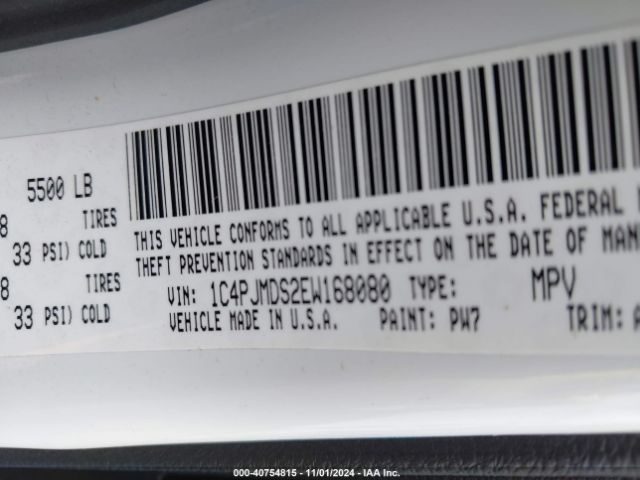 5500 LB
8 TIRES
33 PSI) COLD
8 TIRES
33 PSI) COLD
THIS VEHICLE CONFORMS TO ALL APPLICABLE U.S.A. FEDERAL
THEFT PREVENTION STANDARDS IN EFFECT ON THE DATE OF MAN
VIN: 1C4PJMDS2EW168080 TYPE: MPV
VEHICLE MADE IN U.S.A. PAINT: PW7 TRIM: A
000-40754815 - 11/01/2024 - IAA Inc.